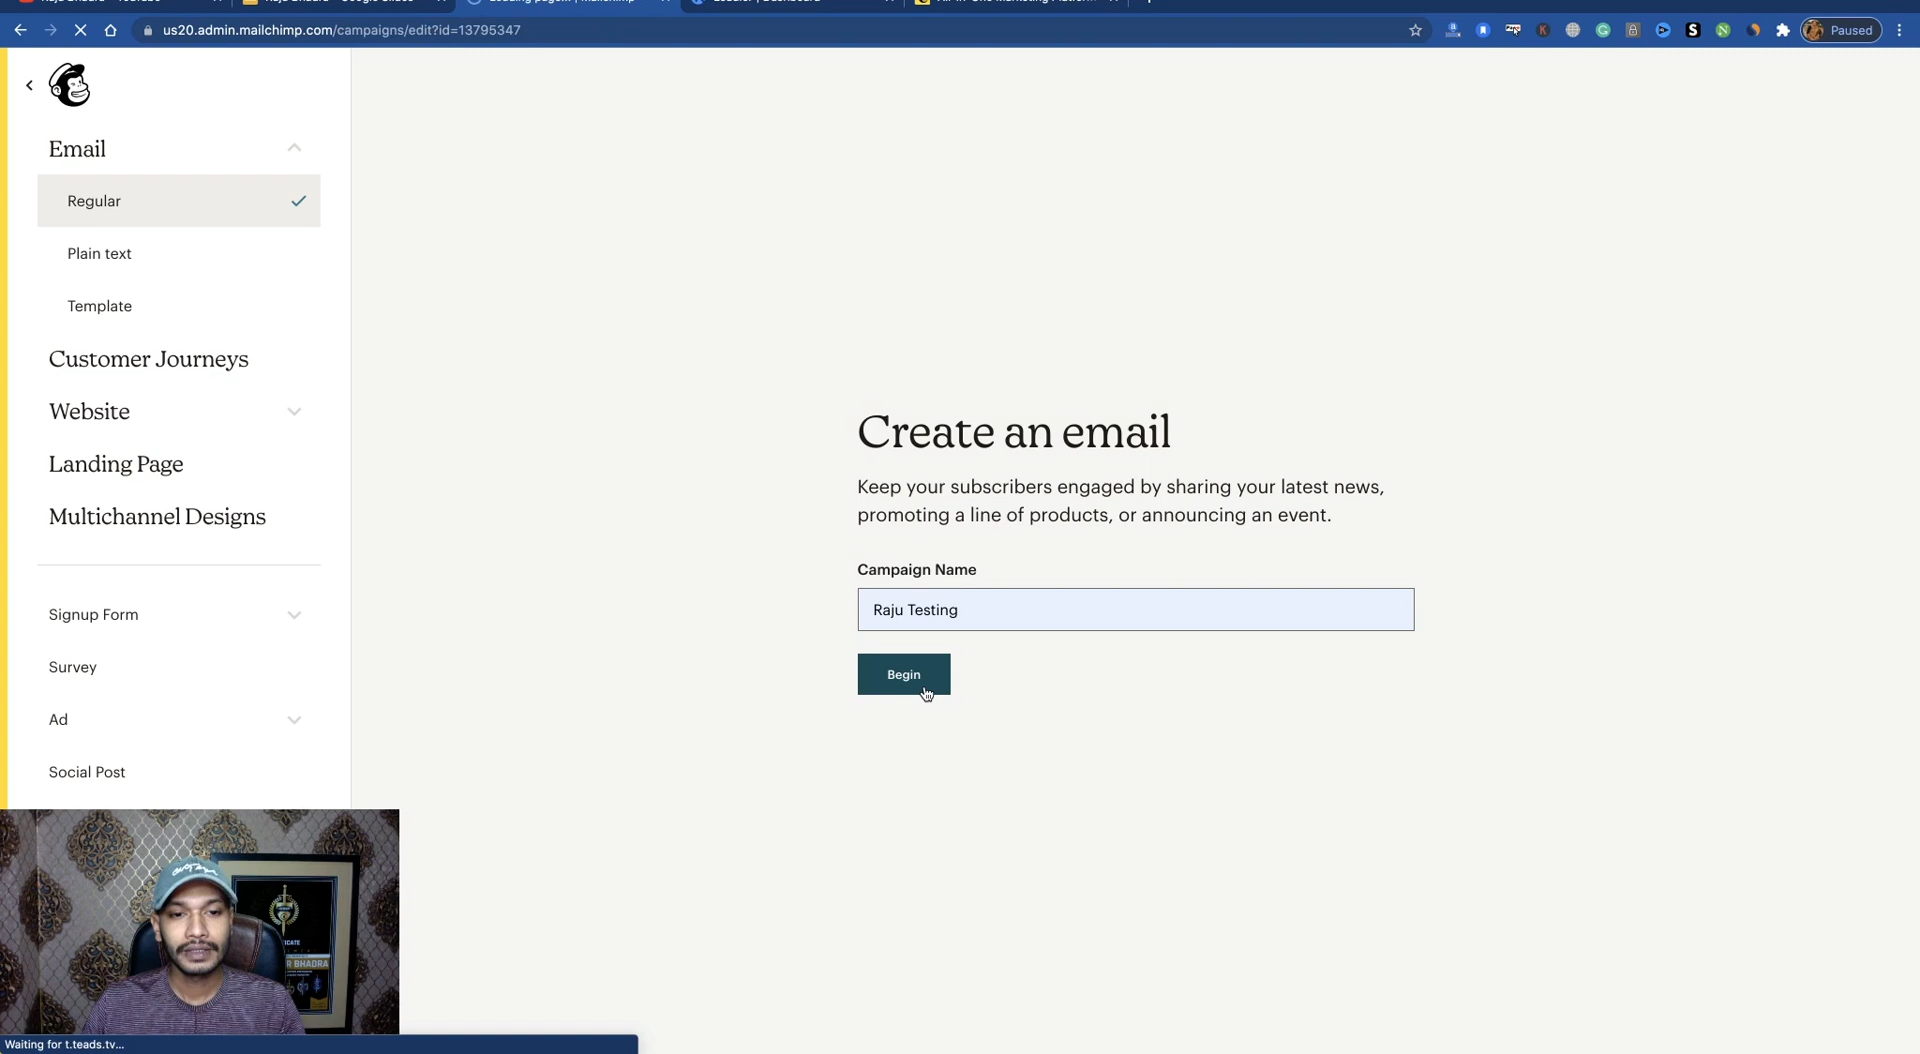 us20.admin.mailchimp.com/campaigns/edit?id=13795347
Paused
Email
Regular
Plain text
Template
Customer Journeys
Website
Landing Page
Multichannel Designs
Signup Form
Survey
Ad
Social Post
Create an email
Keep your subscribers engaged by sharing your latest news,
promoting a line of products, or announcing an event.
Campaign Name
Raju Testing
Begin
BHADRA
Waiting for t.teads.tv...